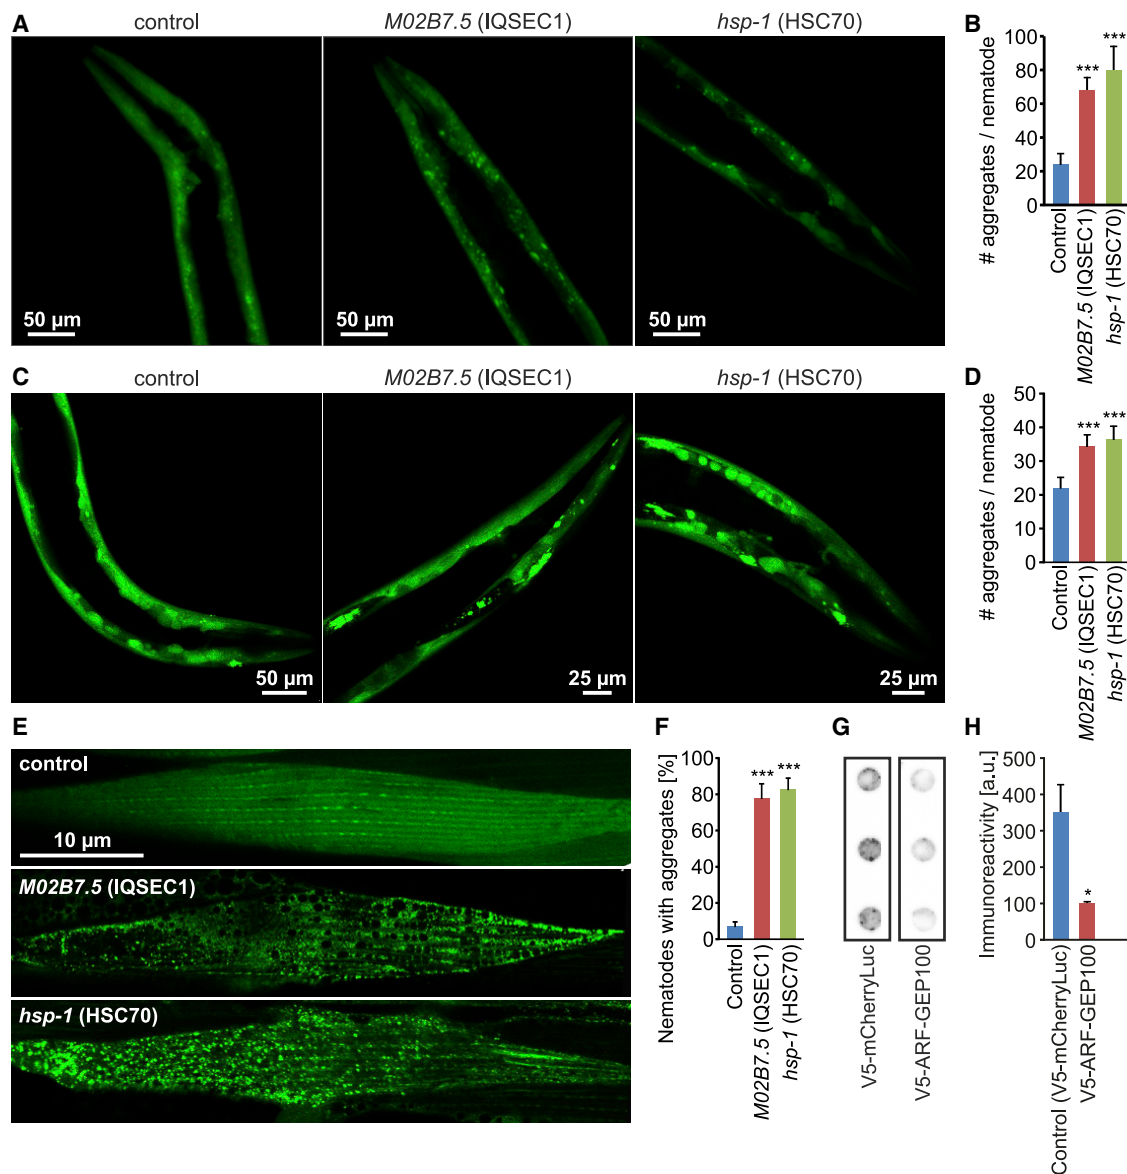 A
control
M02B7.5 (IQSEC1)
hsp-1 (HSC70)
50 µm
50 µm
50 µm
B
# aggregates / nematode
100
80
60
40
20
0
***
***
Control
M02B7.5 (IQSEC1)
hsp-1 (HSC70)
C
control
M02B7.5 (IQSEC1)
hsp-1 (HSC70)
50 µm
25 µm
25 µm
D
# aggregates / nematode
50
40
30
20
10
0
***
***
Control
M02B7.5 (IQSEC1)
hsp-1 (HSC70)
E
control
10 µm
M02B7.5 (IQSEC1)
hsp-1 (HSC70)
F
Nematodes with aggregates [%]
100
80
60
40
20
0
***
***
Control
M02B7.5 (IQSEC1)
hsp-1 (HSC70)
G
V5-mCherryLuc
V5-ARF-GEP100
H
Immunoreactivity [a.u.]
500
400
300
200
100
0
*
Control (V5-mCherryLuc)
V5-ARF-GEP100